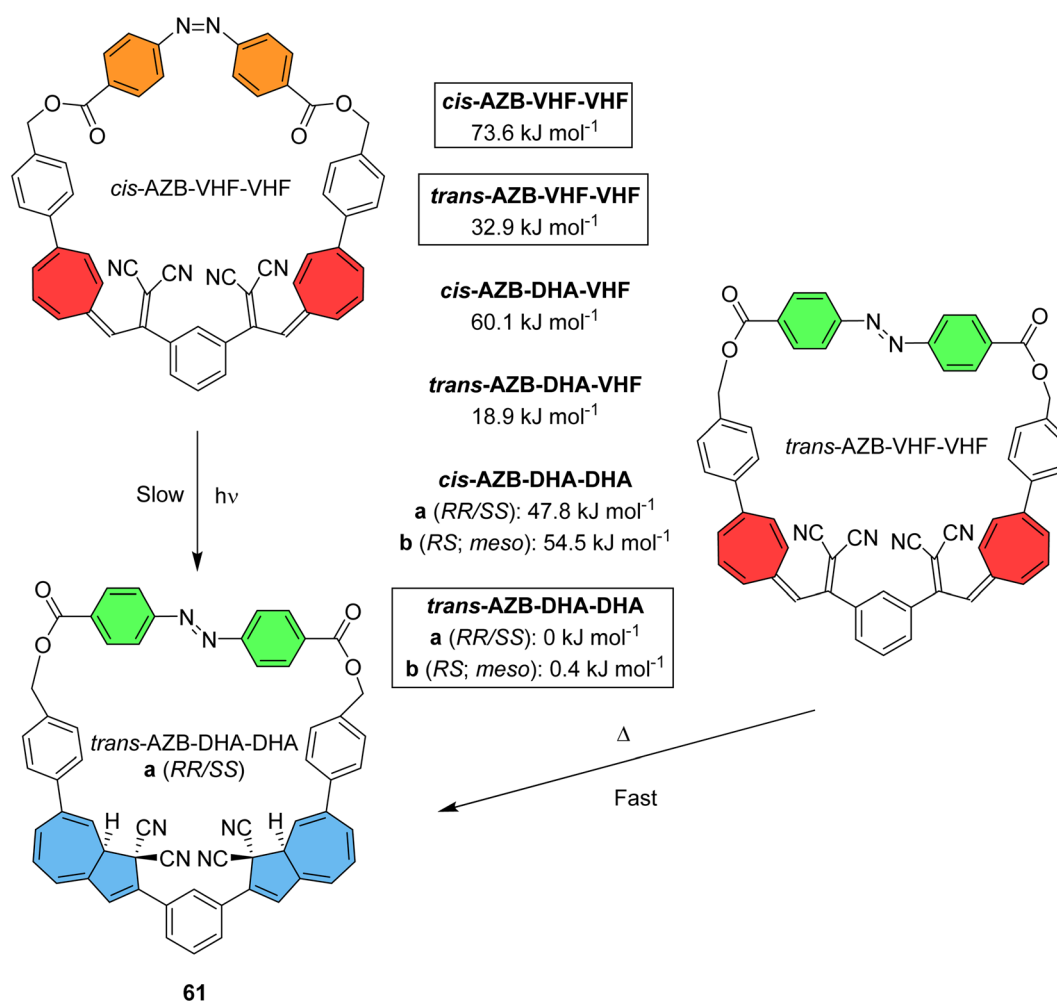 N=N
O
O
O
O
cis-AZB-VHF-VHF
CN
CN
NC
CN
cis-AZB-VHF-VHF
73.6 kJ mol-1
trans-AZB-VHF-VHF
32.9 kJ mol-1
cis-AZB-DHA-VHF
60.1 kJ mol-1
trans-AZB-DHA-VHF
18.9 kJ mol-1
cis-AZB-DHA-DHA
a (RR/SS): 47.8 kJ mol-1
b (RS; meso): 54.5 kJ mol-1
trans-AZB-DHA-DHA
a (RR/SS): 0 kJ mol-1
b (RS; meso): 0.4 kJ mol-1
O
O
N
N
O
O
trans-AZB-VHF-VHF
CN
CN
NC
CN
Slow
hν
Δ
Fast
O
O
N
N
O
O
trans-AZB-DHA-DHA
a (RR/SS)
H
CN
CN
NC
NC
H
61